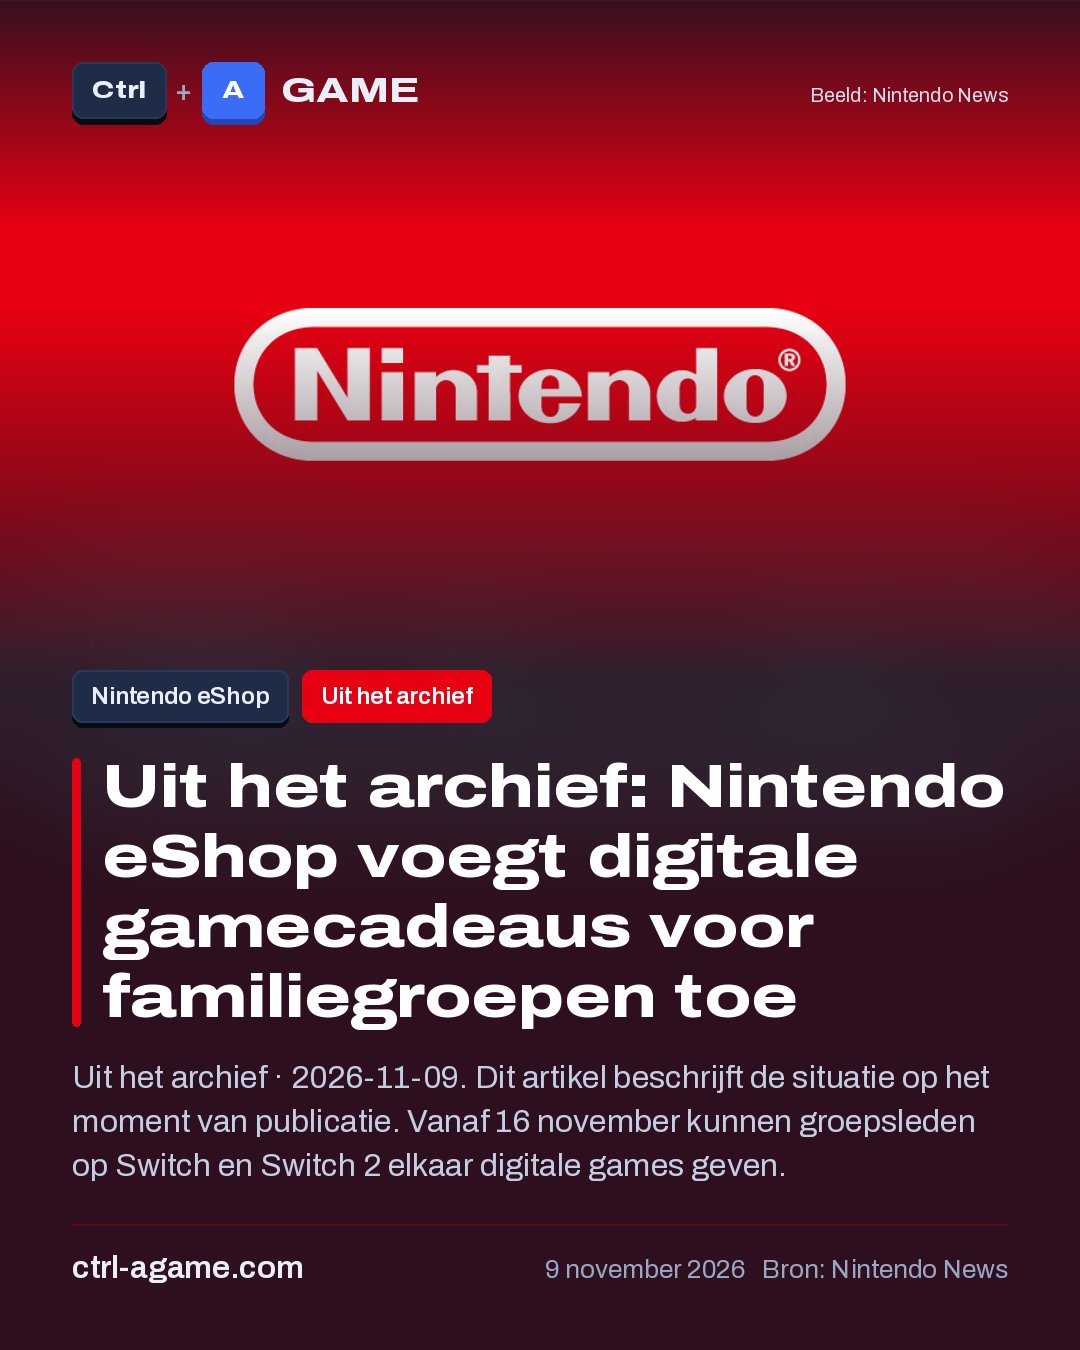 Ctrl + A GAME
Beeld: Nintendo News
Nintendo®
Nintendo eShop
Uit het archief
Uit het archief: Nintendo
eShop voegt digitale
gamecadeaus voor
familiegroepen toe
Uit het archief · 2026-11-09. Dit artikel beschrijft de situatie op het
moment van publicatie. Vanaf 16 november kunnen groepsleden
op Switch en Switch 2 elkaar digitale games geven.
ctrl-agame.com
9 november 2026 Bron: Nintendo News